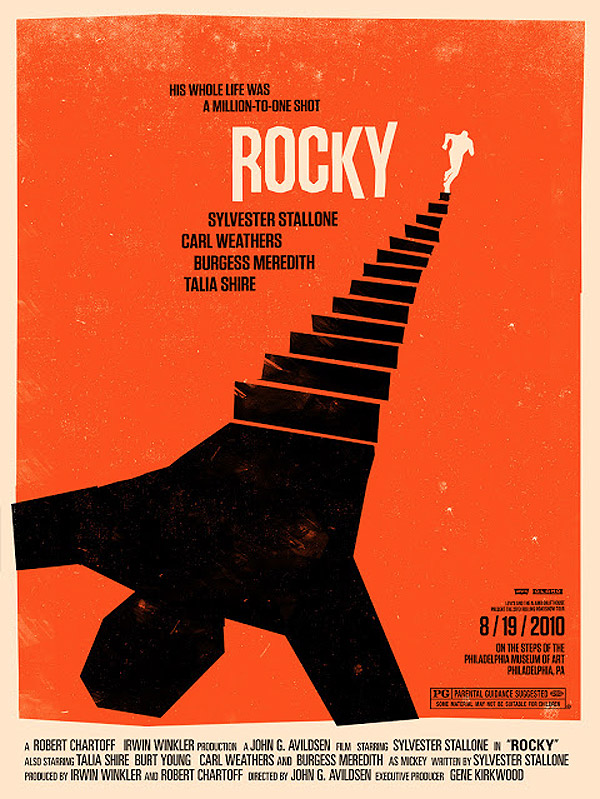 HIS WHOLE LIFE WAS
A MILLION-TO-ONE SHOT
ROCKY
SYLVESTER STALLONE
CARL WEATHERS
BURGESS MEREDITH
TALIA SHIRE
8/19/2010
ON THE STEPS OF THE
PHILADELPHIA MUSEUM OF ART
PHILADELPHIA, PA
PG PARENTAL GUIDANCE SUGGESTED
SOME MATERIAL MAY NOT BE SUITABLE FOR CHILDREN
A ROBERT CHARTOFF IRWIN WINKLER PRODUCTION A JOHN G. AVILDSEN FILM STARRING SYLVESTER STALLONE IN "ROCKY"
ALSO STARRING TALIA SHIRE BURT YOUNG CARL WEATHERS AND BURGESS MEREDITH AS MICKEY WRITTEN BY SYLVESTER STALLONE
PRODUCED BY IRWIN WINKLER AND ROBERT CHARTOFF DIRECTED BY JOHN G. AVILDSEN EXECUTIVE PRODUCER GENE KIRKWOOD